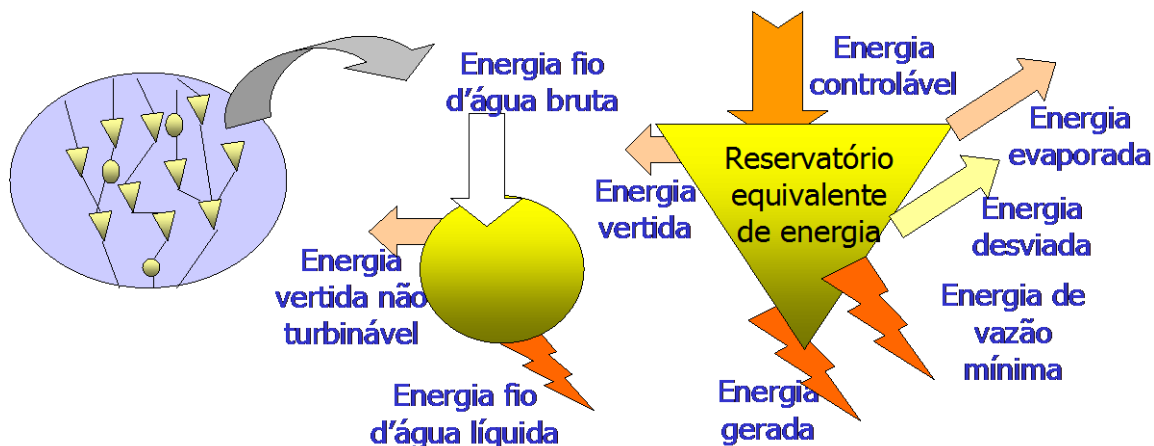 Energia fio
d'água bruta
Energia
controlável
Energia
evaporada
Reservatório
equivalente
de energia
Energia
vertida
Energia
desviada
Energia
vertida não
turbinável
Energia de
vazão
mínima
Energia fio
d'água líquida
Energia
gerada